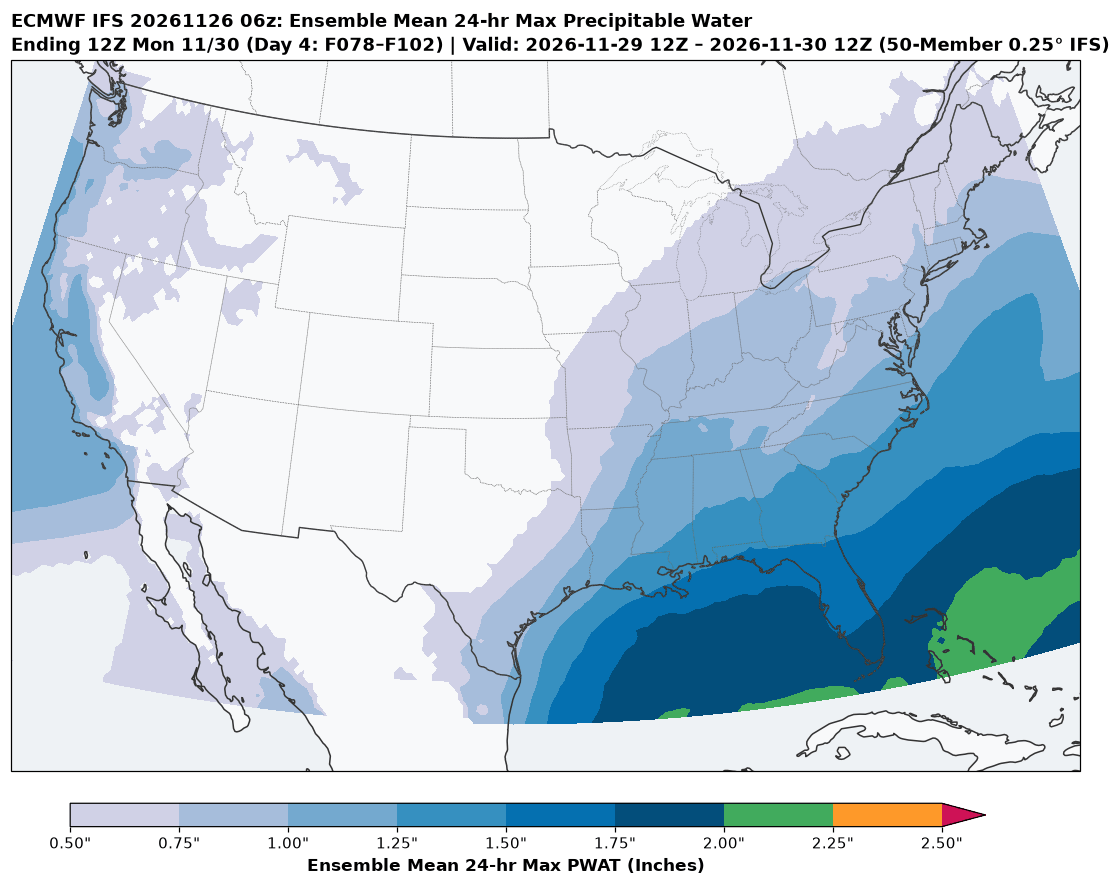 ECMWF IFS 20261126 06z: Ensemble Mean 24-hr Max Precipitable Water
Ending 12Z Mon 11/30 (Day 4: F078–F102) | Valid: 2026-11-29 12Z – 2026-11-30 12Z (50-Member 0.25° IFS)
0.50" 0.75" 1.00" 1.25" 1.50" 1.75" 2.00" 2.25" 2.50"
Ensemble Mean 24-hr Max PWAT (Inches)